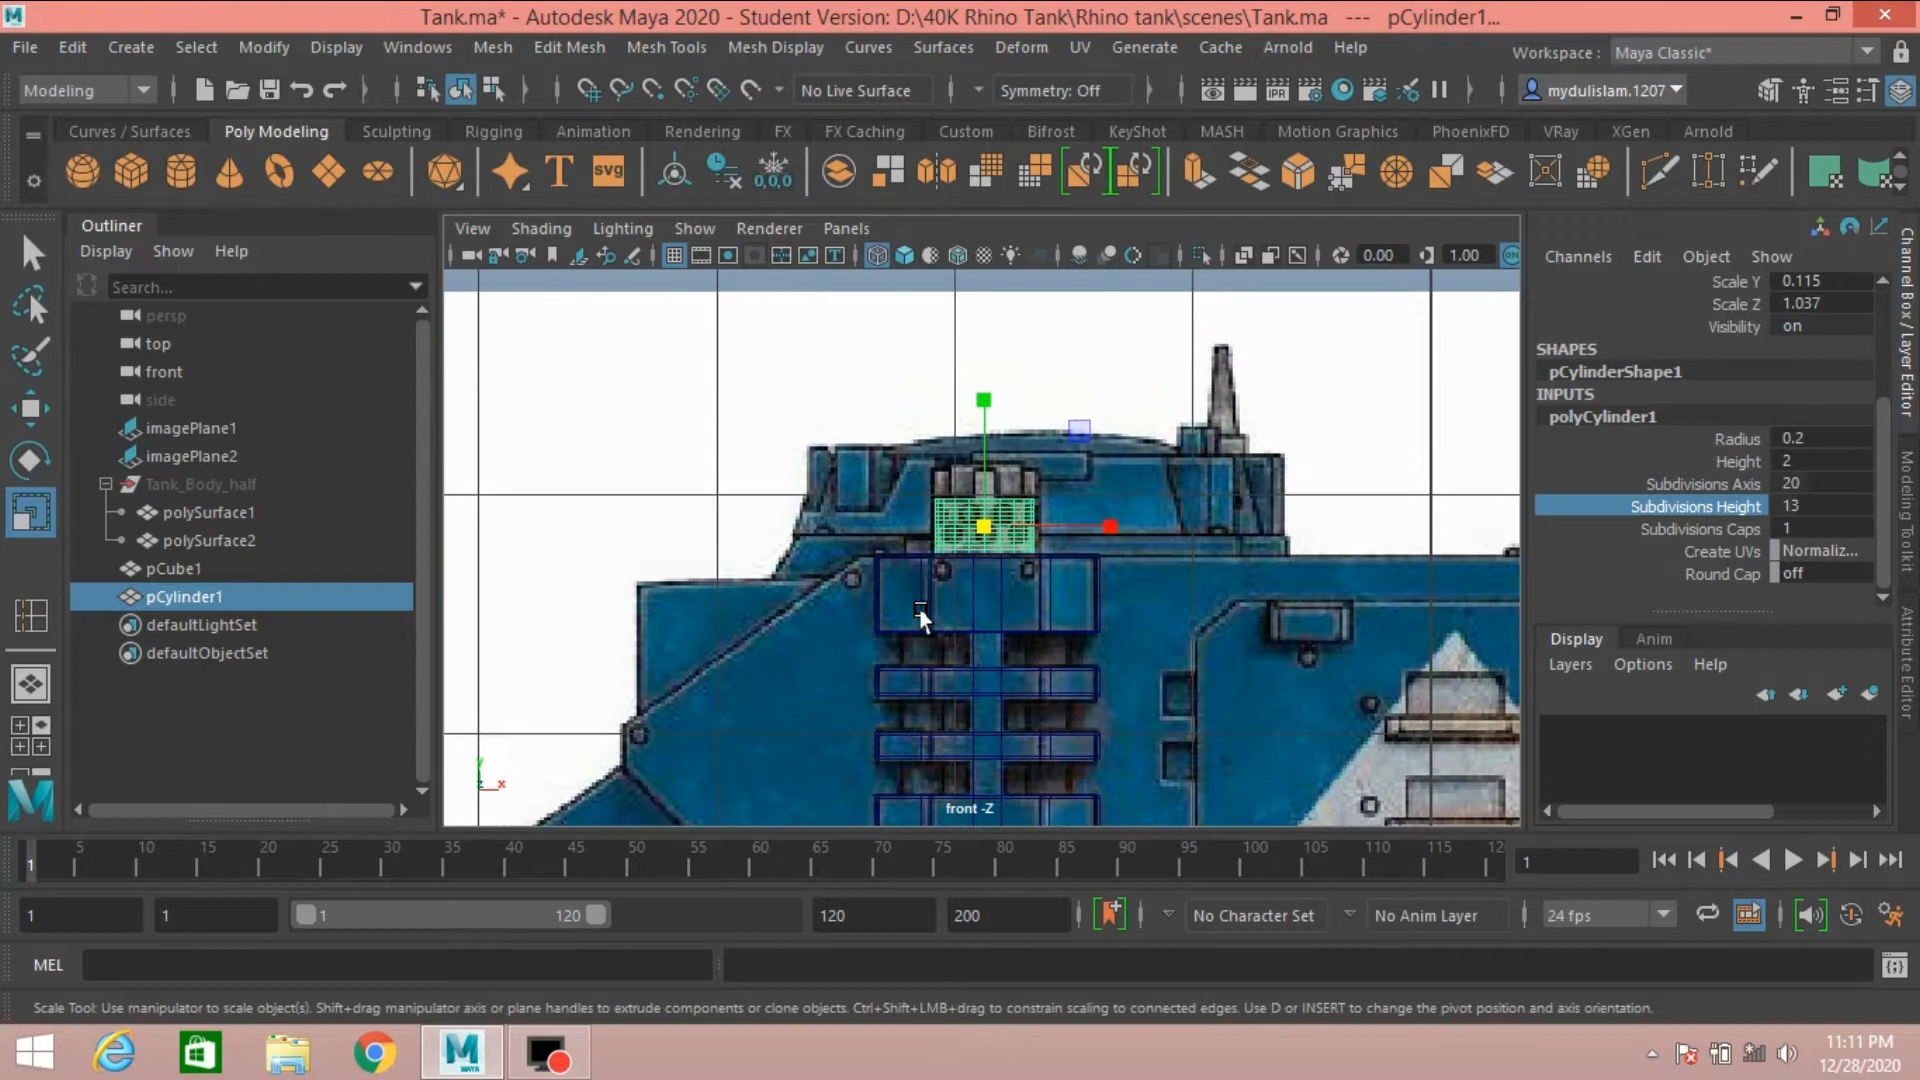 Tank.ma* - Autodesk Maya 2020 - Student Version: D:\40K Rhino Tank\Rhino tank\scenes\Tank.ma --- pCylinder1...
File Edit Create Select Modify Display Windows Mesh Edit Mesh Mesh Tools Mesh Display Curves Surfaces Deform UV Generate Cache Arnold Help
Workspace : Maya Classic*
Modeling No Live Surface Symmetry: Off IPR mydulislam.1207
Curves / Surfaces Poly Modeling Sculpting Rigging Animation Rendering FX FX Caching Custom Bifrost KeyShot MASH Motion Graphics PhoenixFD VRay XGen Arnold
T svg 0,0,0
Outliner
Display Show Help
Search...
persp
top
front
side
imagePlane1
imagePlane2
Tank_Body_half
polySurface1
polySurface2
pCube1
pCylinder1
defaultLightSet
defaultObjectSet
View Shading Lighting Show Renderer Panels
0.00 1.00 ON
y
z x
front -Z
Channels Edit Object Show
Scale Y 0.115
Scale Z 1.037
Visibility on
SHAPES
pCylinderShape1
INPUTS
polyCylinder1
Radius 0.2
Height 2
Subdivisions Axis 20
Subdivisions Height 13
Subdivisions Caps 1
Create UVs Normaliz...
Round Cap off
Display Anim
Layers Options Help
Channel Box / Layer Editor
Modeling Toolkit
Attribute Editor
1 5 10 15 20 25 30 35 40 45 50 55 60 65 70 75 80 85 90 95 100 105 110 115 12
1
1 1 1 120 120 200 No Character Set No Anim Layer 24 fps
MEL
Scale Tool: Use manipulator to scale object(s). Shift+drag manipulator axis or plane handles to extrude components or clone objects. Ctrl+Shift+LMB+drag to constrain scaling to connected edges. Use D or INSERT to change the pivot position and axis orientation.
MAYA
11:11 PM
12/28/2020